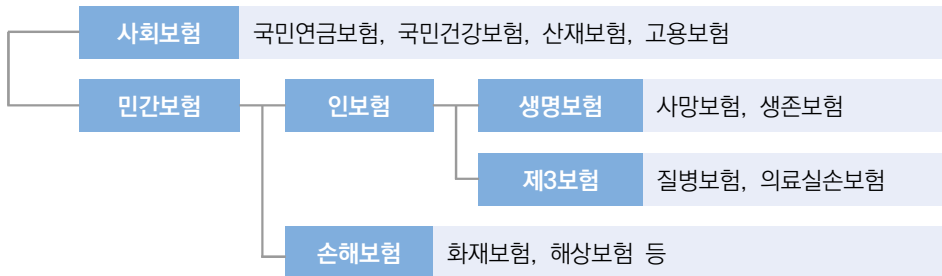 사회보험 국민연금보험, 국민건강보험, 산재보험, 고용보험
민간보험 인보험 생명보험 사망보험, 생존보험
제3보험 질병보험, 의료실손보험
손해보험 화재보험, 해상보험 등